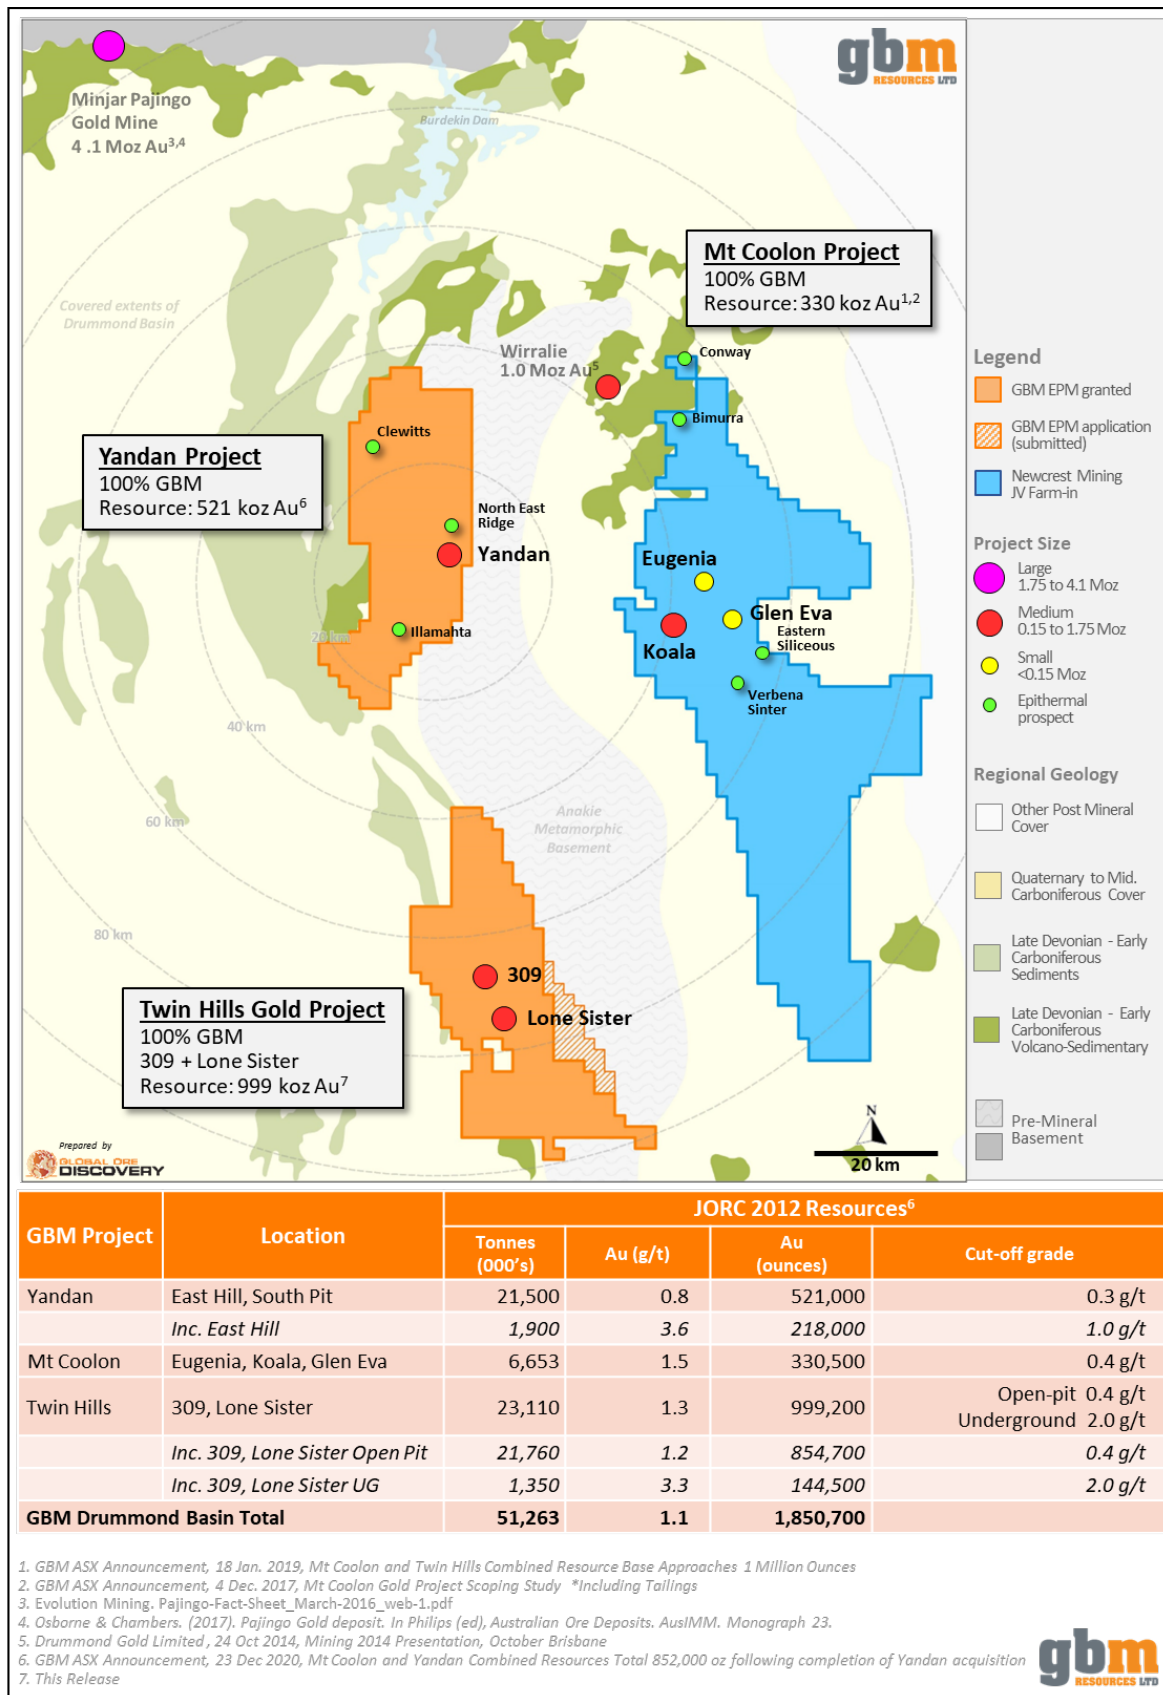 gbm
RESOURCES LTD
Minjar Pajingo
Gold Mine
4 .1 Moz Au3,4
Burdekin Dam
Mt Coolon Project
100% GBM
Resource: 330 koz Au1,2
Covered extents of
Drummond Basin
Wirralie
1.0 Moz Au5
Conway
Bimurra
Clewitts
Yandan Project
100% GBM
Resource: 521 koz Au6
North East
Ridge
Yandan
Eugenia
Glen Eva
Eastern
Siliceous
Koala
Verbena
Sinter
Illamahta
20 km
40 km
60 km
80 km
Anakie
Metamorphic
Basement
309
Lone Sister
Twin Hills Gold Project
100% GBM
309 + Lone Sister
Resource: 999 koz Au7
Prepared by
GLOBAL ORE
DISCOVERY
N
20 km
Legend
GBM EPM granted
GBM EPM application
(submitted)
Newcrest Mining
JV Farm-in
Project Size
Large
1.75 to 4.1 Moz
Medium
0.15 to 1.75 Moz
Small
<0.15 Moz
Epithermal
prospect
Regional Geology
Other Post Mineral
Cover
Quaternary to Mid.
Carboniferous Cover
Late Devonian - Early
Carboniferous
Sediments
Late Devonian - Early
Carboniferous
Volcano-Sedimentary
Pre-Mineral
Basement
GBM Project Location JORC 2012 Resources6
Tonnes (000's) Au (g/t) Au (ounces) Cut-off grade
Yandan East Hill, South Pit 21,500 0.8 521,000 0.3 g/t
Inc. East Hill 1,900 3.6 218,000 1.0 g/t
Mt Coolon Eugenia, Koala, Glen Eva 6,653 1.5 330,500 0.4 g/t
Twin Hills 309, Lone Sister 23,110 1.3 999,200 Open-pit 0.4 g/t
Underground 2.0 g/t
Inc. 309, Lone Sister Open Pit 21,760 1.2 854,700 0.4 g/t
Inc. 309, Lone Sister UG 1,350 3.3 144,500 2.0 g/t
GBM Drummond Basin Total 51,263 1.1 1,850,700
1. GBM ASX Announcement, 18 Jan. 2019, Mt Coolon and Twin Hills Combined Resource Base Approaches 1 Million Ounces
2. GBM ASX Announcement, 4 Dec. 2017, Mt Coolon Gold Project Scoping Study *Including Tailings
3. Evolution Mining. Pajingo-Fact-Sheet_March-2016_web-1.pdf
4. Osborne & Chambers. (2017). Pajingo Gold deposit. In Philips (ed), Australian Ore Deposits. AusIMM. Monograph 23.
5. Drummond Gold Limited , 24 Oct 2014, Mining 2014 Presentation, October Brisbane
6. GBM ASX Announcement, 23 Dec 2020, Mt Coolon and Yandan Combined Resources Total 852,000 oz following completion of Yandan acquisition
7. This Release
gbm
RESOURCES LTD